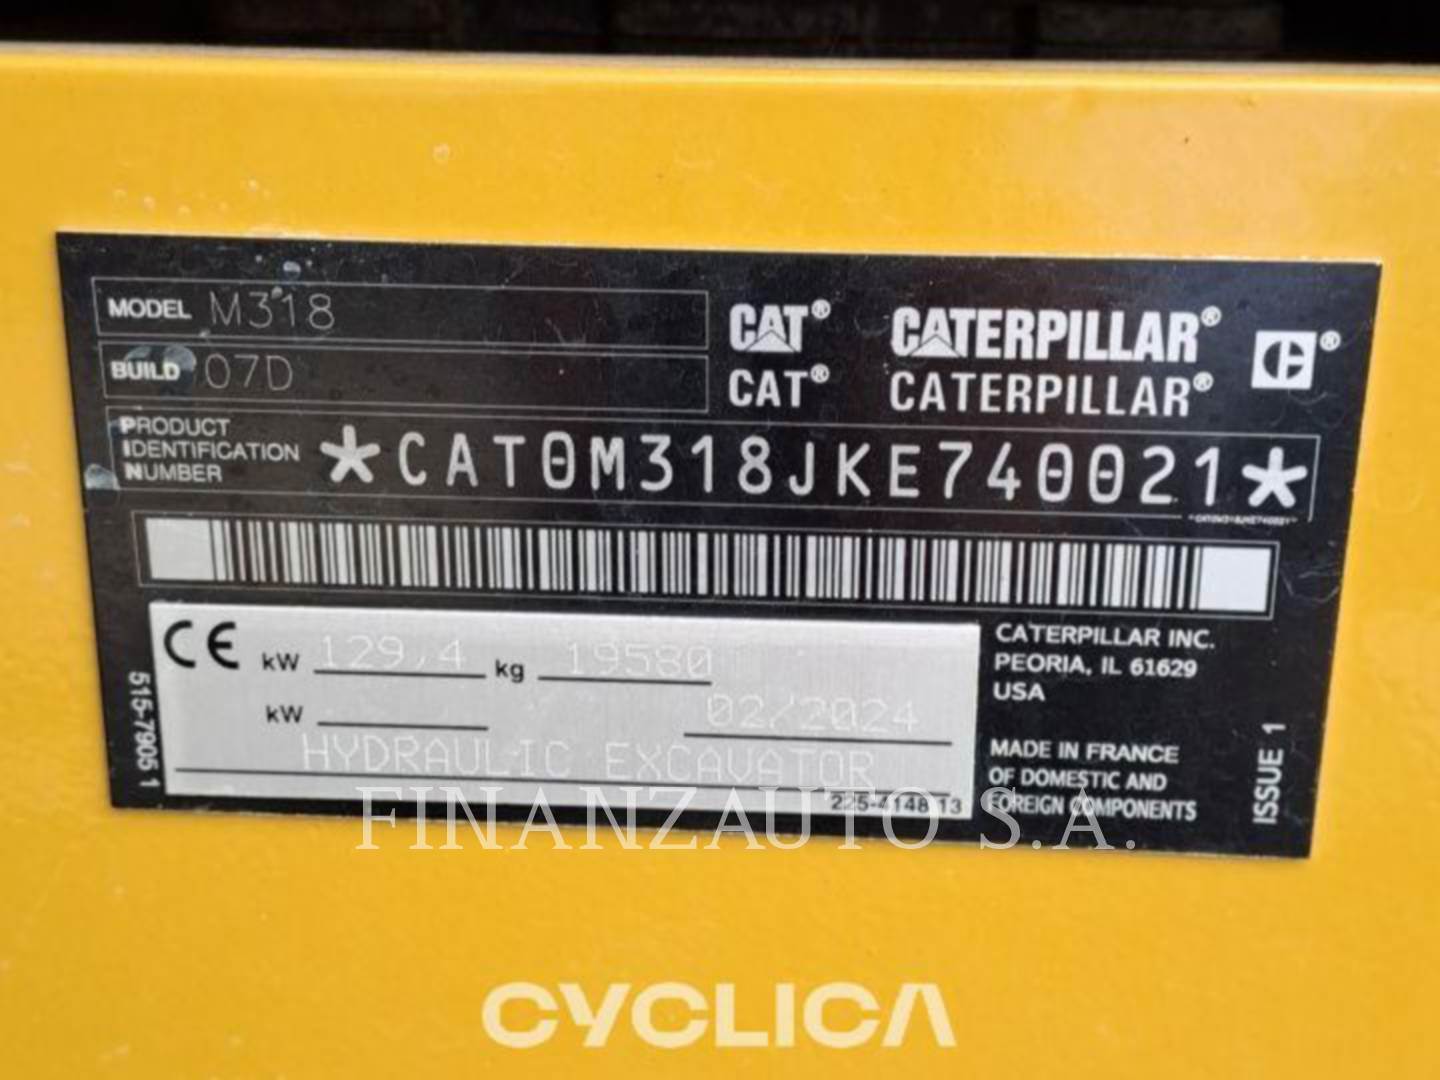 MODEL M318
BUILD 07D
CAT® CATERPILLAR® ®
CAT® CATERPILLAR®
PRODUCT IDENTIFICATION NUMBER *CAT0M318JKE740021*
*CAT0M318JKE740021*
CE kW 129,4 kg 19580
kW 02/2024
HYDRAULIC EXCAVATOR
225-4148 13
515-7905 1
CATERPILLAR INC.
PEORIA, IL 61629
USA
MADE IN FRANCE
OF DOMESTIC AND
FOREIGN COMPONENTS
ISSUE 1
FINANZAUTO S.A.
CYCLICA